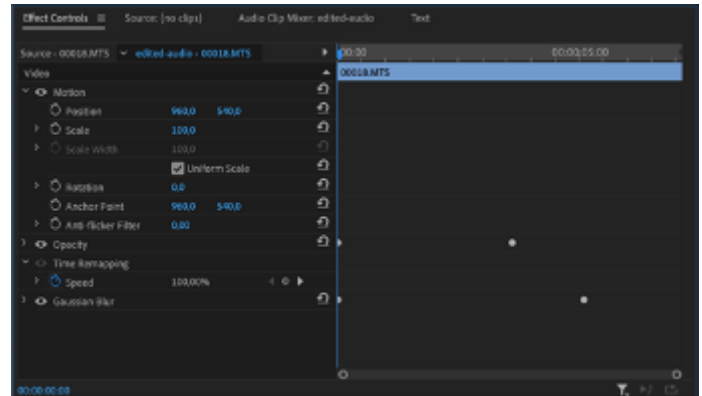 Effect Controls Source: (no clips) Audio Clip Mixer: edited-audio Text
Source • 00018.MTS edited-audio • 00018.MTS 00:00 00:00:05:00
Video 00018.MTS
Motion
Position 960,0 540,0
Scale 100,0
Scale Width 100,0
Uniform Scale
Rotation 0,0
Anchor Point 960,0 540,0
Anti-flicker Filter 0,00
Opacity
Time Remapping
Speed 100,00%
Gaussian Blur
00:00:00:00